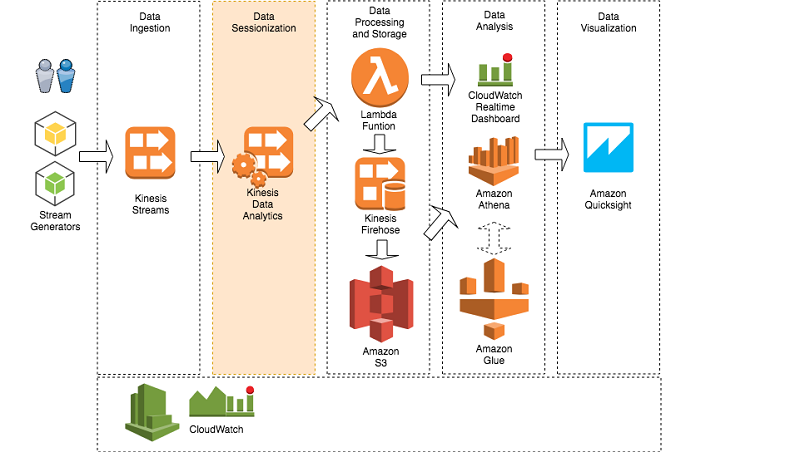 Data
Ingestion
Data
Sessionization
Data
Processing
and Storage
Data
Analysis
Data
Visualization
Stream
Generators
Kinesis
Streams
Kinesis
Data
Analytics
λ
Lambda
Funtion
Kinesis
Firehose
Amazon
S3
CloudWatch
Realtime
Dashboard
Amazon
Athena
Amazon
Glue
Amazon
Quicksight
CloudWatch